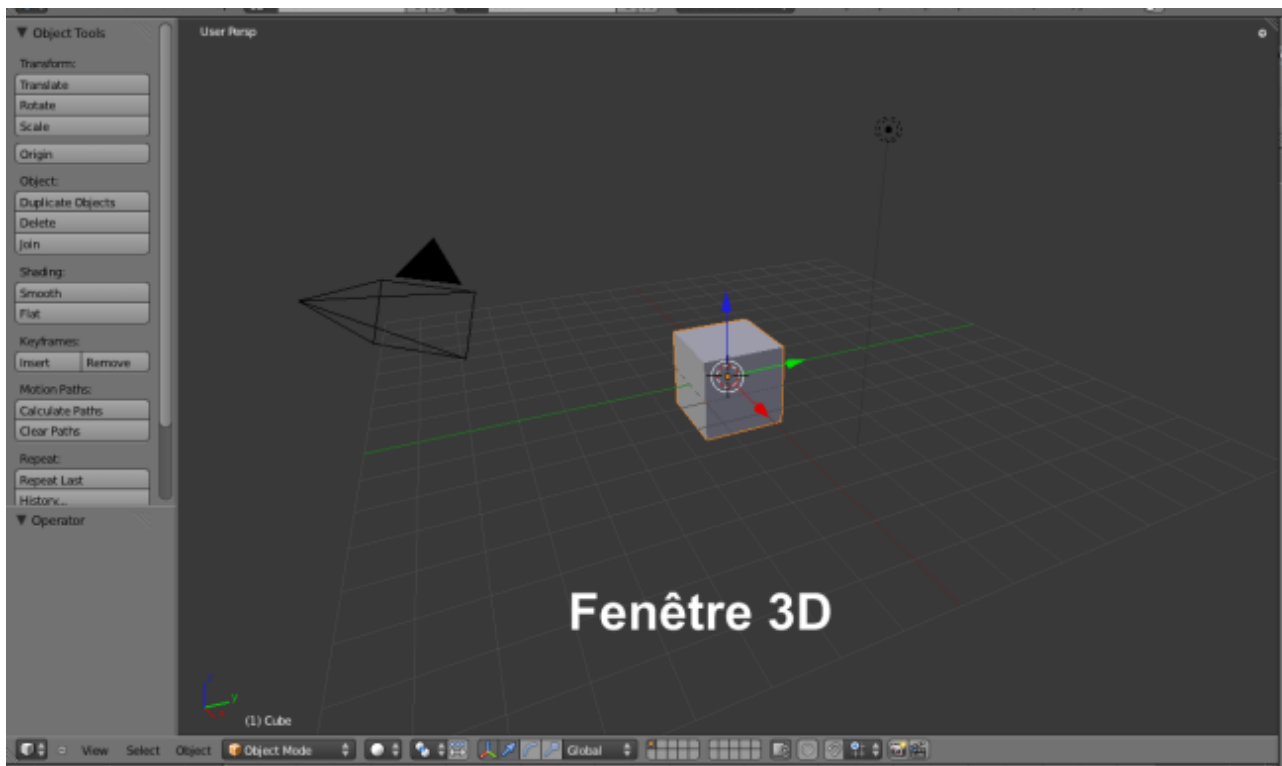 Object Tools
User Persp
Transform:
Translate
Rotate
Scale
Origin
Object:
Duplicate Objects
Delete
Join
Shading:
Smooth
Flat
Keyframes:
Insert Remove
Motion Paths:
Calculate Paths
Clear Paths
Repeat:
Repeat Last
History...
Operator
Fenêtre 3D
z
y
x
(1) Cube
View Select Object Object Mode Global